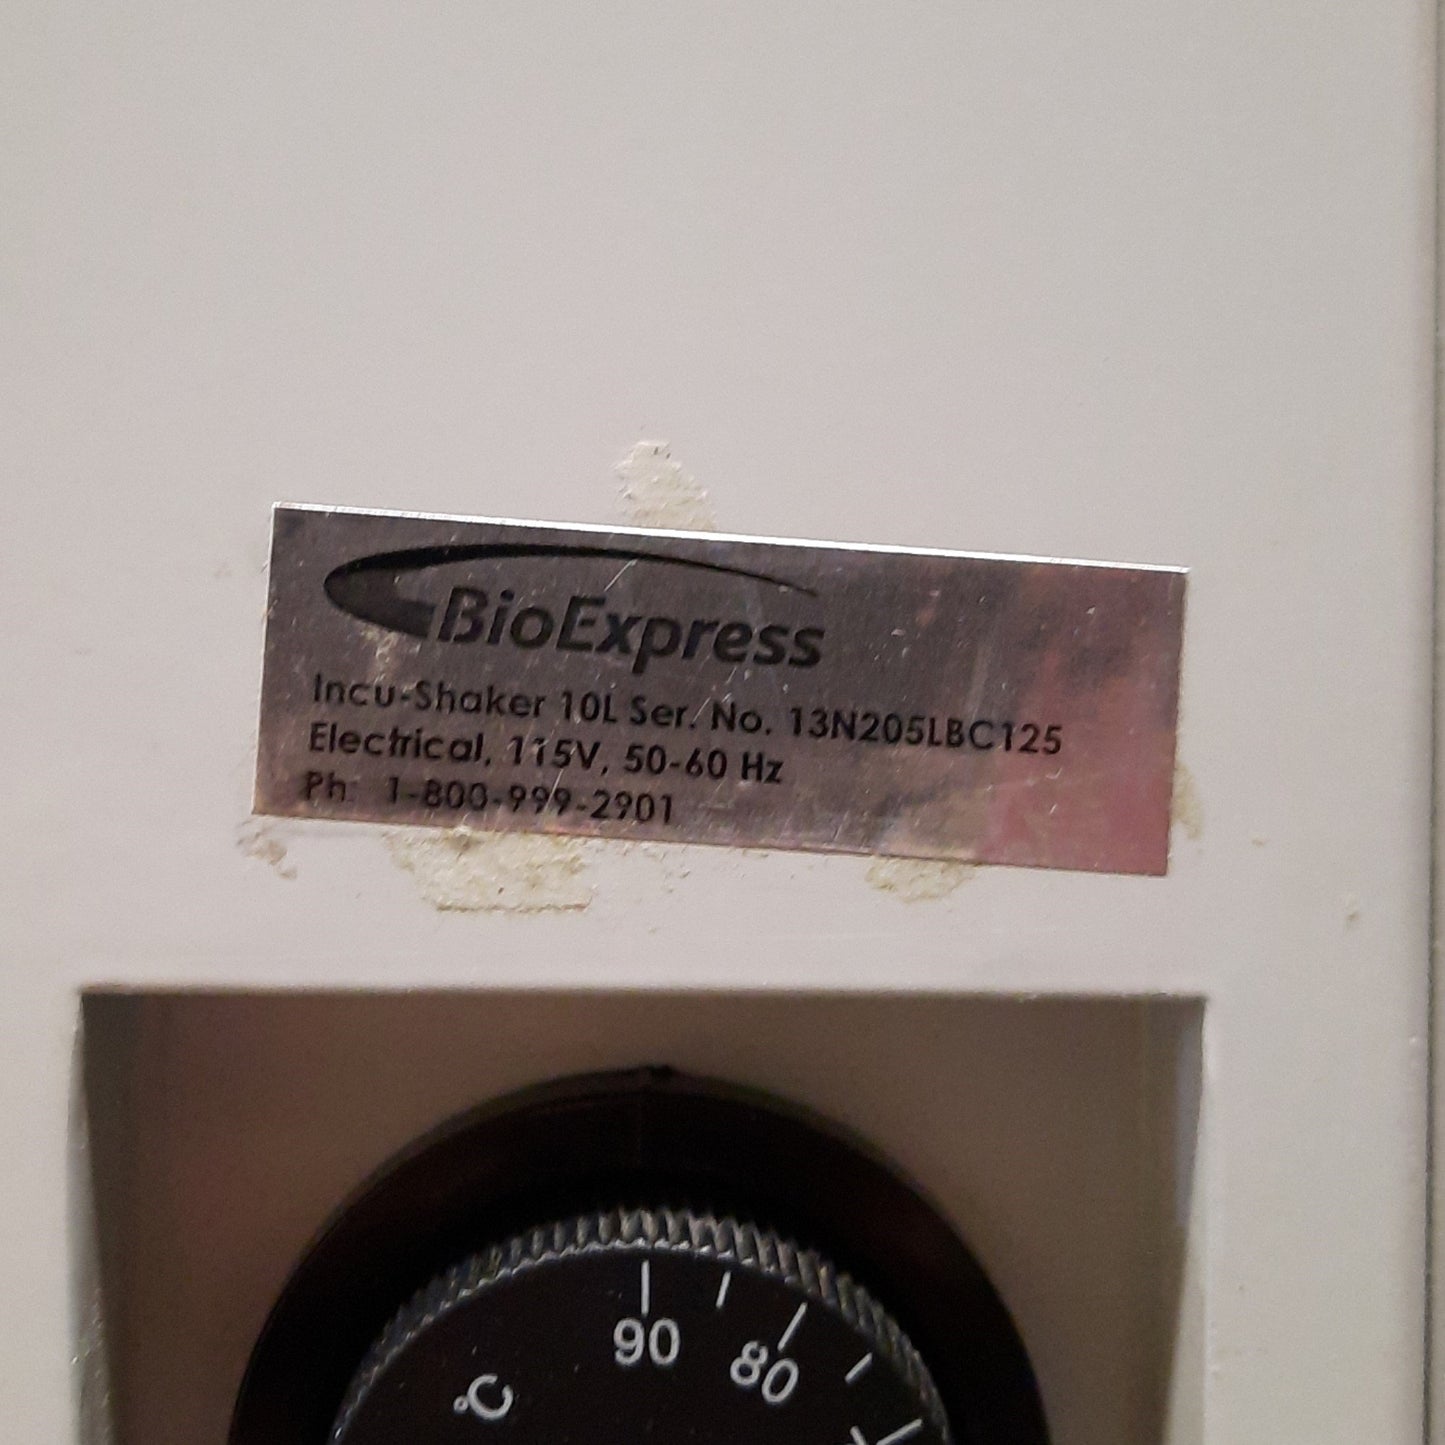 BioExpress
Incu-Shaker 10L Ser. No. 13N205LBC125
Electrical, 115V, 50-60 Hz
Ph: 1-800-999-2901
90
80
°C